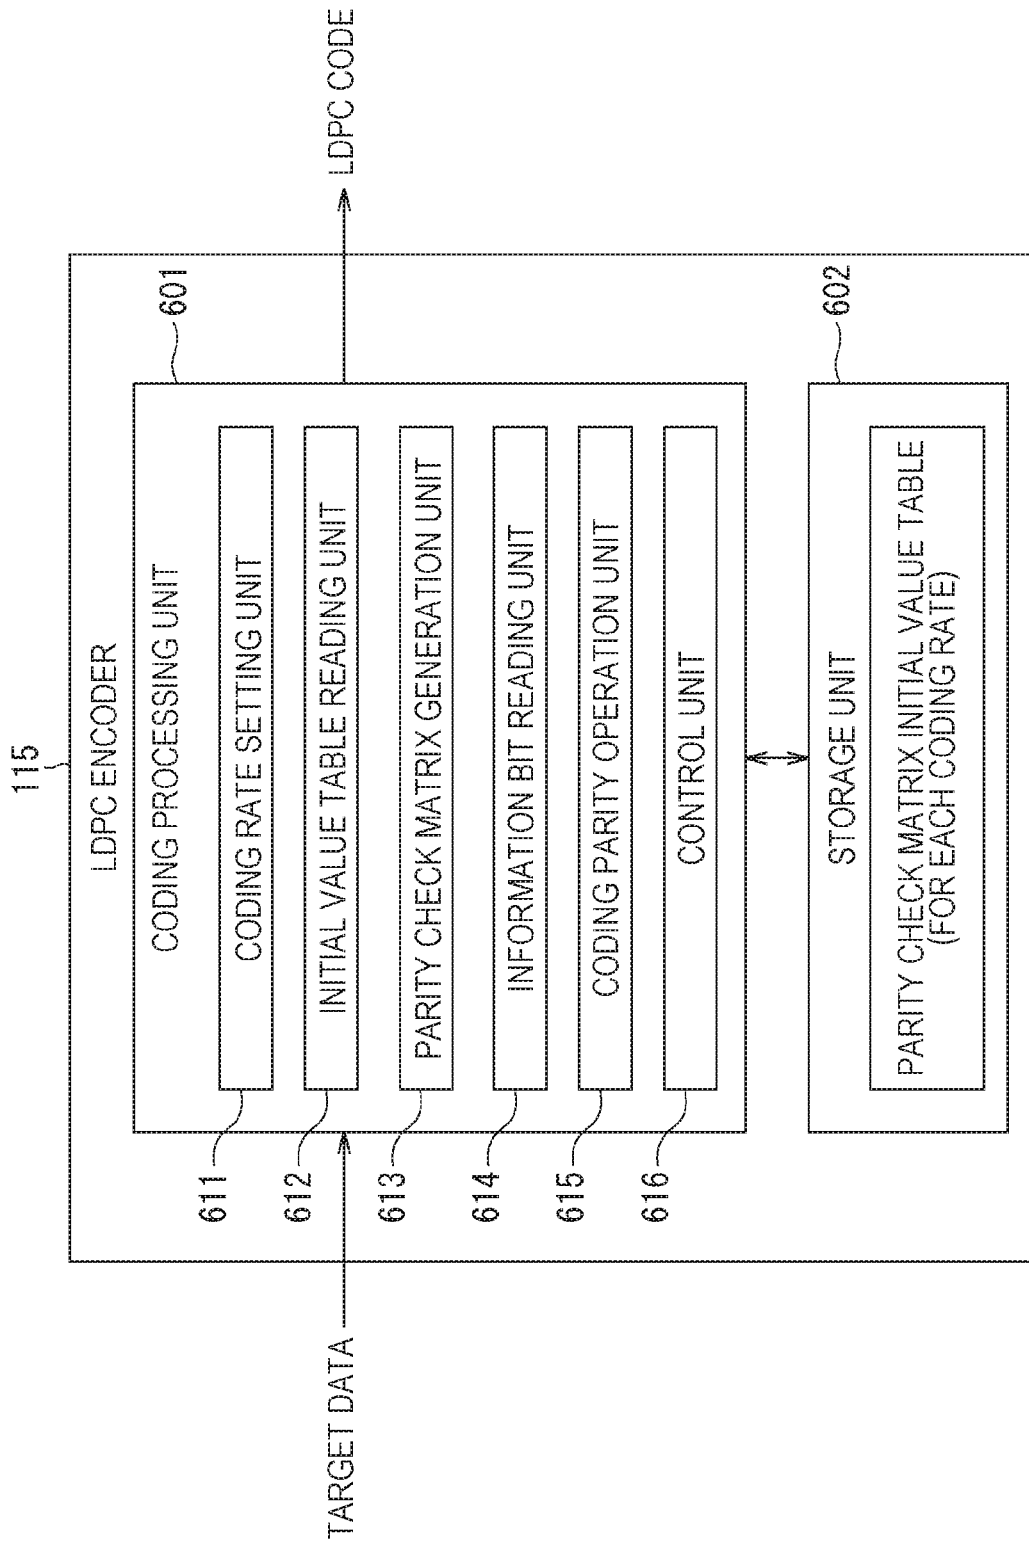 115
LDPC ENCODER
CODING PROCESSING UNIT
601
611
CODING RATE SETTING UNIT
612
INITIAL VALUE TABLE READING UNIT
TARGET DATA
LDPC CODE
613
PARITY CHECK MATRIX GENERATION UNIT
614
INFORMATION BIT READING UNIT
615
CODING PARITY OPERATION UNIT
616
CONTROL UNIT
STORAGE UNIT
602
PARITY CHECK MATRIX INITIAL VALUE TABLE
(FOR EACH CODING RATE)